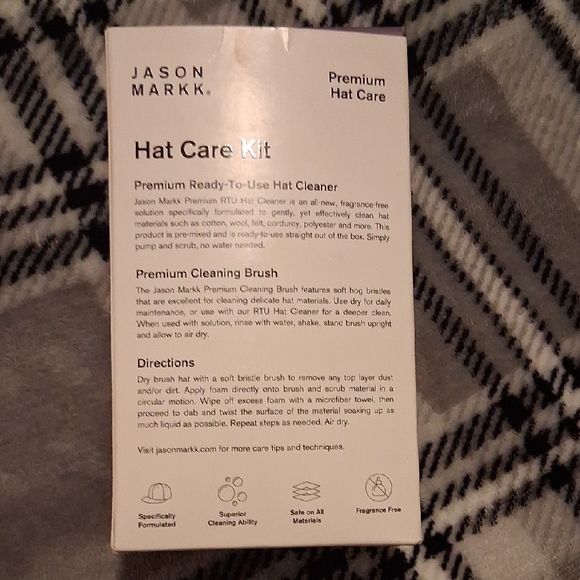 JASON
MARKK®
Premium
Hat Care
Hat Care Kit
Premium Ready-To-Use Hat Cleaner
Jason Markk Premium RTU Hat Cleaner is an all-new, fragrance-free
solution specifically formulated to gently, yet effectively clean hat
materials such as cotton, wool, felt, corduroy, polyester and more. This
product is pre-mixed and is ready-to-use straight out of the box. Simply
pump and scrub, no water needed.
Premium Cleaning Brush
The Jason Markk Premium Cleaning Brush features soft hog bristles
that are excellent for cleaning delicate hat materials. Use dry for daily
maintenance, or use with our RTU Hat Cleaner for a deeper clean.
When used with solution, rinse with water, shake, stand brush upright
and allow to air dry.
Directions
Dry brush hat with a soft bristle brush to remove any top layer dust
and/or dirt. Apply foam directly onto brush and scrub material in a
circular motion. Wipe off excess foam with a microfiber towel, then
proceed to dab and twist the surface of the material soaking up as
much liquid as possible. Repeat steps as needed. Air dry.
Visit jasonmarkk.com for more care tips and techniques.
Specifically
Formulated
Superior
Cleaning Ability
Safe on All
Materials
Fragrance Free